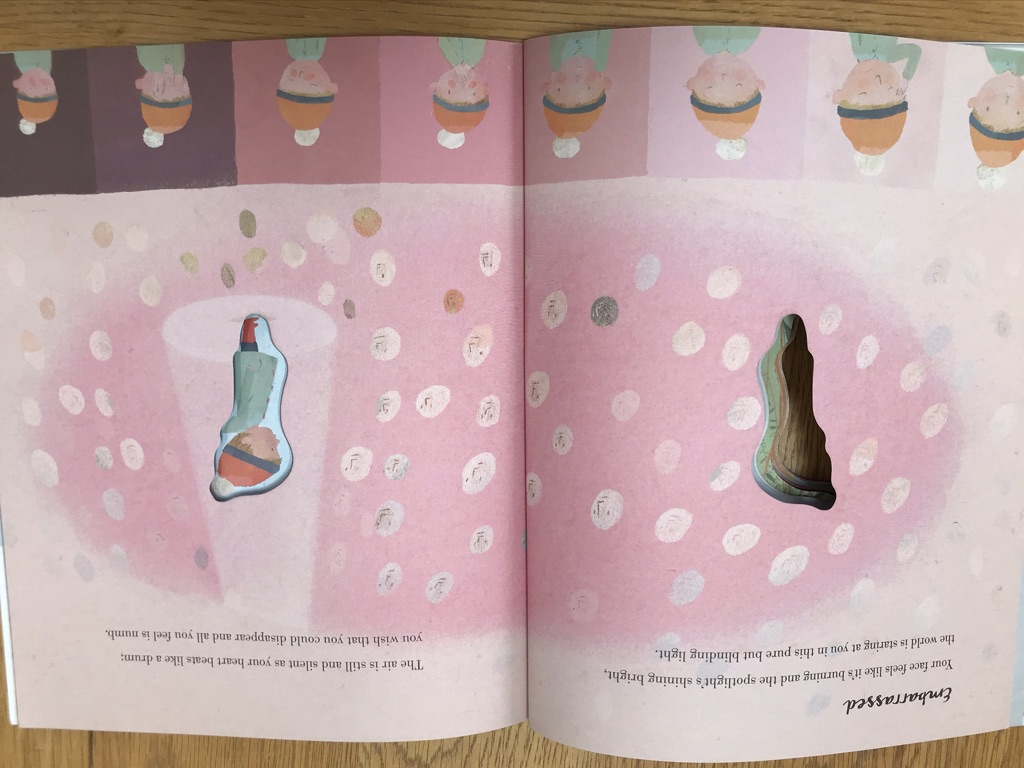 Embarrassed
Your face feels like it's burning and the spotlight's shining bright,
the world is staring at you in this pure but blinding light.
The air is still and silent as your heart beats like a drum;
you wish that you could disappear and all you feel is numb.